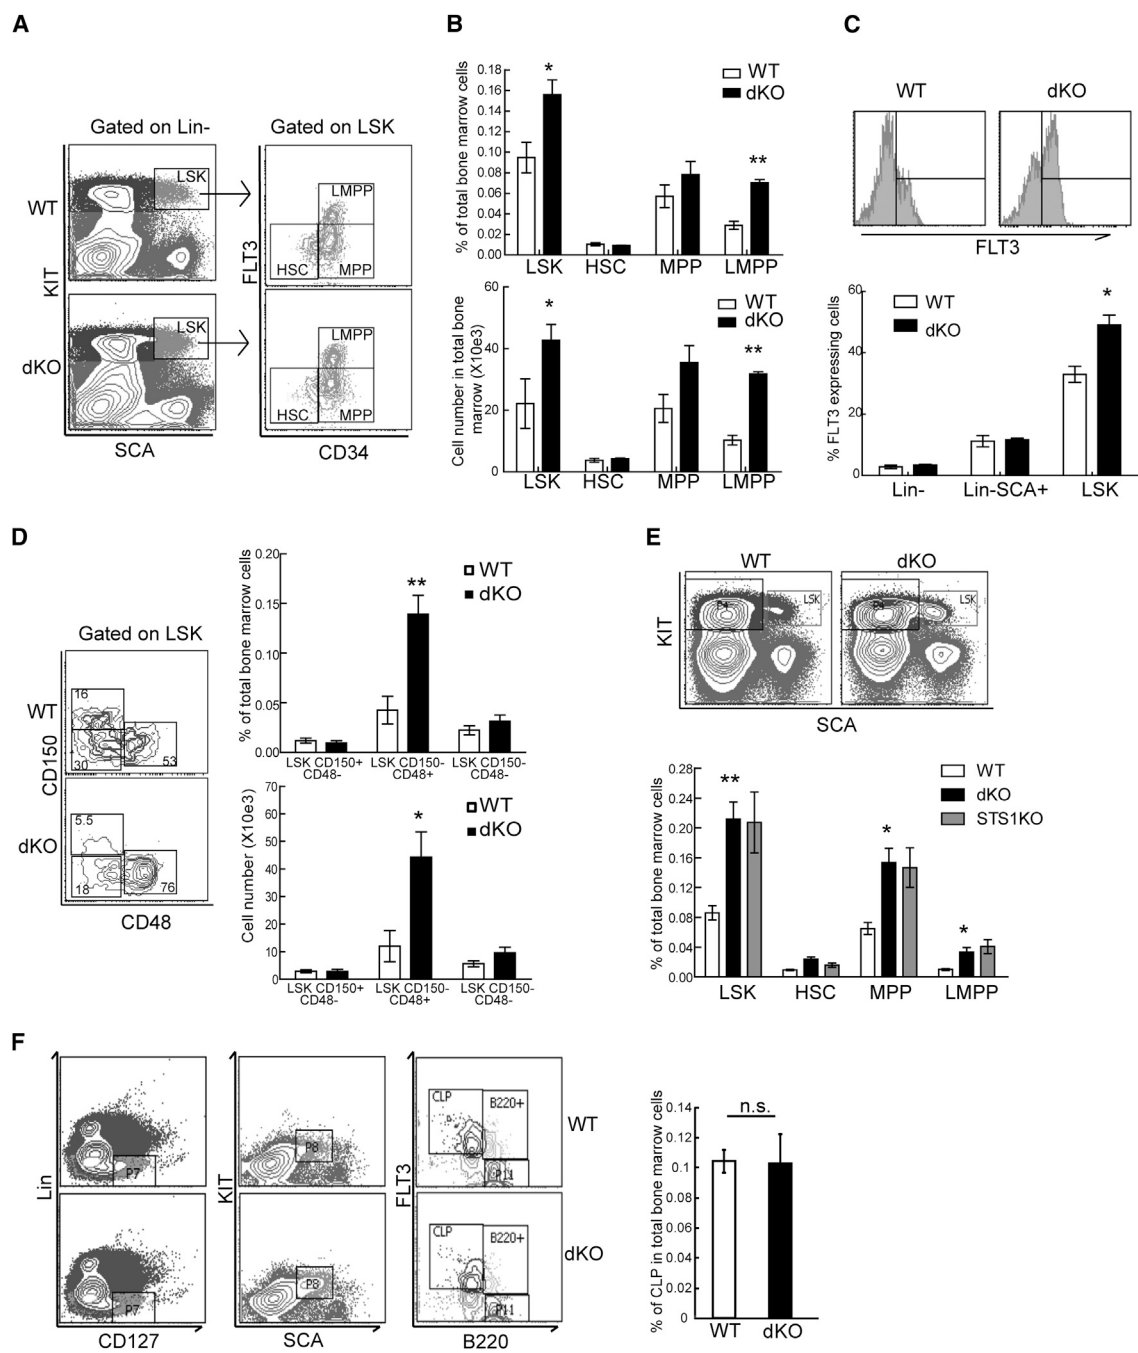 A
Gated on Lin-
Gated on LSK
WT
dKO
KIT
SCA
LSK
LSK
FLT3
CD34
LMPP
HSC
MPP
LMPP
HSC
MPP
B
% of total bone marrow cells
0.18
0.16
0.14
0.12
0.10
0.08
0.06
0.04
0.02
0.00
WT
dKO
*
**
LSK
HSC
MPP
LMPP
Cell number in total bone
marrow (X10e3)
60
40
20
0
WT
dKO
*
**
LSK
HSC
MPP
LMPP
C
WT
dKO
FLT3
% FLT3 expressing cells
60
40
20
0
WT
dKO
*
Lin-
Lin-SCA+
LSK
D
Gated on LSK
WT
dKO
CD150
CD48
16
30
53
5.5
18
76
% of total bone marrow cells
0.20
0.15
0.10
0.05
0.00
WT
dKO
**
LSK CD150+
CD48-
LSK CD150-
CD48+
LSK CD150-
CD48-
Cell number (X10e3)
70
60
50
40
30
20
10
0
WT
dKO
*
LSK CD150+
CD48-
LSK CD150-
CD48+
LSK CD150-
CD48-
E
WT
dKO
KIT
SCA
P4
LSK
P4
LSK
% of total bone marrow cells
0.28
0.24
0.20
0.16
0.12
0.08
0.04
0.00
WT
dKO
STS1KO
**
*
*
LSK
HSC
MPP
LMPP
F
Lin
CD127
P7
P7
KIT
SCA
P8
P8
FLT3
B220
CLP
B220+
P11
CLP
B220+
P11
WT
dKO
% of CLP in total bone marrow cells
0.14
0.12
0.1
0.08
0.06
0.04
0.02
0
n.s.
WT
dKO